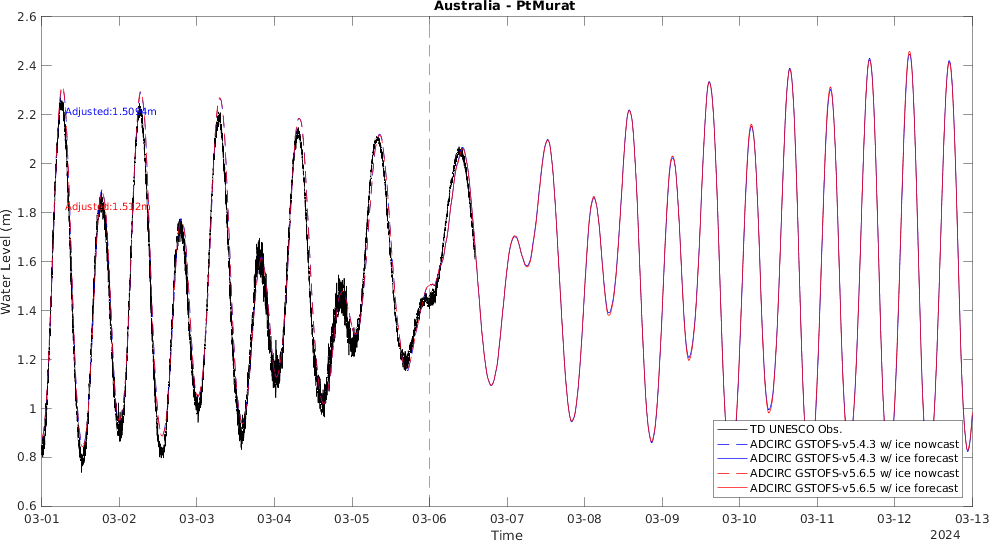 Australia - PtMurat
2.6
2.4
2.2
2
1.8
1.6
1.4
1.2
1
0.8
0.6
Water Level (m)
Adjusted:1.5094m
Adjusted:1.512m
TD UNESCO Obs.
ADCIRC GSTOFS-v5.4.3 w/ ice nowcast
ADCIRC GSTOFS-v5.4.3 w/ ice forecast
ADCIRC GSTOFS-v5.6.5 w/ ice nowcast
ADCIRC GSTOFS-v5.6.5 w/ ice forecast
03-01 03-02 03-03 03-04 03-05 03-06 03-07 03-08 03-09 03-10 03-11 03-12 03-13
Time
2024